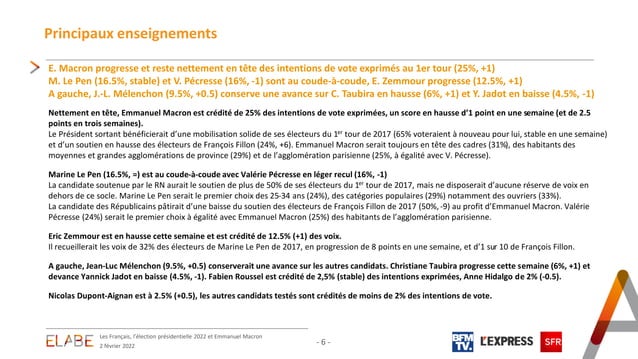 Principaux enseignements
E. Macron progresse et reste nettement en tête des intentions de vote exprimés au 1er tour (25%, +1)
M. Le Pen (16.5%, stable) et V. Pécresse (16%, -1) sont au coude-à-coude, E. Zemmour progresse (12.5%, +1)
A gauche, J.-L. Mélenchon (9.5%, +0.5) conserve une avance sur C. Taubira en hausse (6%, +1) et Y. Jadot en baisse (4.5%, -1)
Nettement en tête, Emmanuel Macron est crédité de 25% des intentions de vote exprimées, un score en hausse d'1 point en une semaine (et de 2.5
points en trois semaines).
Le Président sortant bénéficierait d'une mobilisation solide de ses électeurs du 1er tour de 2017 (65% voteraient à nouveau pour lui, stable en une semaine)
et d'un soutien en hausse des électeurs de François Fillon (24%, +6). Emmanuel Macron serait toujours en tête des cadres (31%), des habitants des
moyennes et grandes agglomérations de province (29%) et de l'agglomération parisienne (25%, à égalité avec V. Pécresse).
Marine Le Pen (16.5%, =) est au coude-à-coude avec Valérie Pécresse en léger recul (16%, -1)
La candidate soutenue par le RN aurait le soutien de plus de 50% de ses électeurs du 1er tour de 2017, mais ne disposerait d'aucune réserve de voix en
dehors de ce socle. Marine Le Pen serait le premier choix des 25-34 ans (24%), des catégories populaires (29%) notamment des ouvriers (33%).
La candidate des Républicains pâtirait d'une baisse du soutien des électeurs de François Fillon de 2017 (50%, -9) au profit d'Emmanuel Macron. Valérie
Pécresse (24%) serait le premier choix à égalité avec Emmanuel Macron (25%) des habitants de l'agglomération parisienne.
Eric Zemmour est en hausse cette semaine et est crédité de 12.5% (+1) des voix.
Il recueillerait les voix de 32% des électeurs de Marine Le Pen de 2017, en progression de 8 points en une semaine, et d'1 sur 10 de François Fillon.
A gauche, Jean-Luc Mélenchon (9.5%, +0.5) conserverait une avance sur les autres candidats. Christiane Taubira progresse cette semaine (6%, +1) et
devance Yannick Jadot en baisse (4.5%, -1). Fabien Roussel est crédité de 2,5% (stable) des intentions exprimées, Anne Hidalgo de 2% (-0.5).
Nicolas Dupont-Aignan est à 2.5% (+0.5), les autres candidats testés sont crédités de moins de 2% des intentions de vote.
ELABE
Les Français, l'élection présidentielle 2022 et Emmanuel Macron
2 février 2022
- 6 -
BFM
TV.
L'EXPRESS
SFR